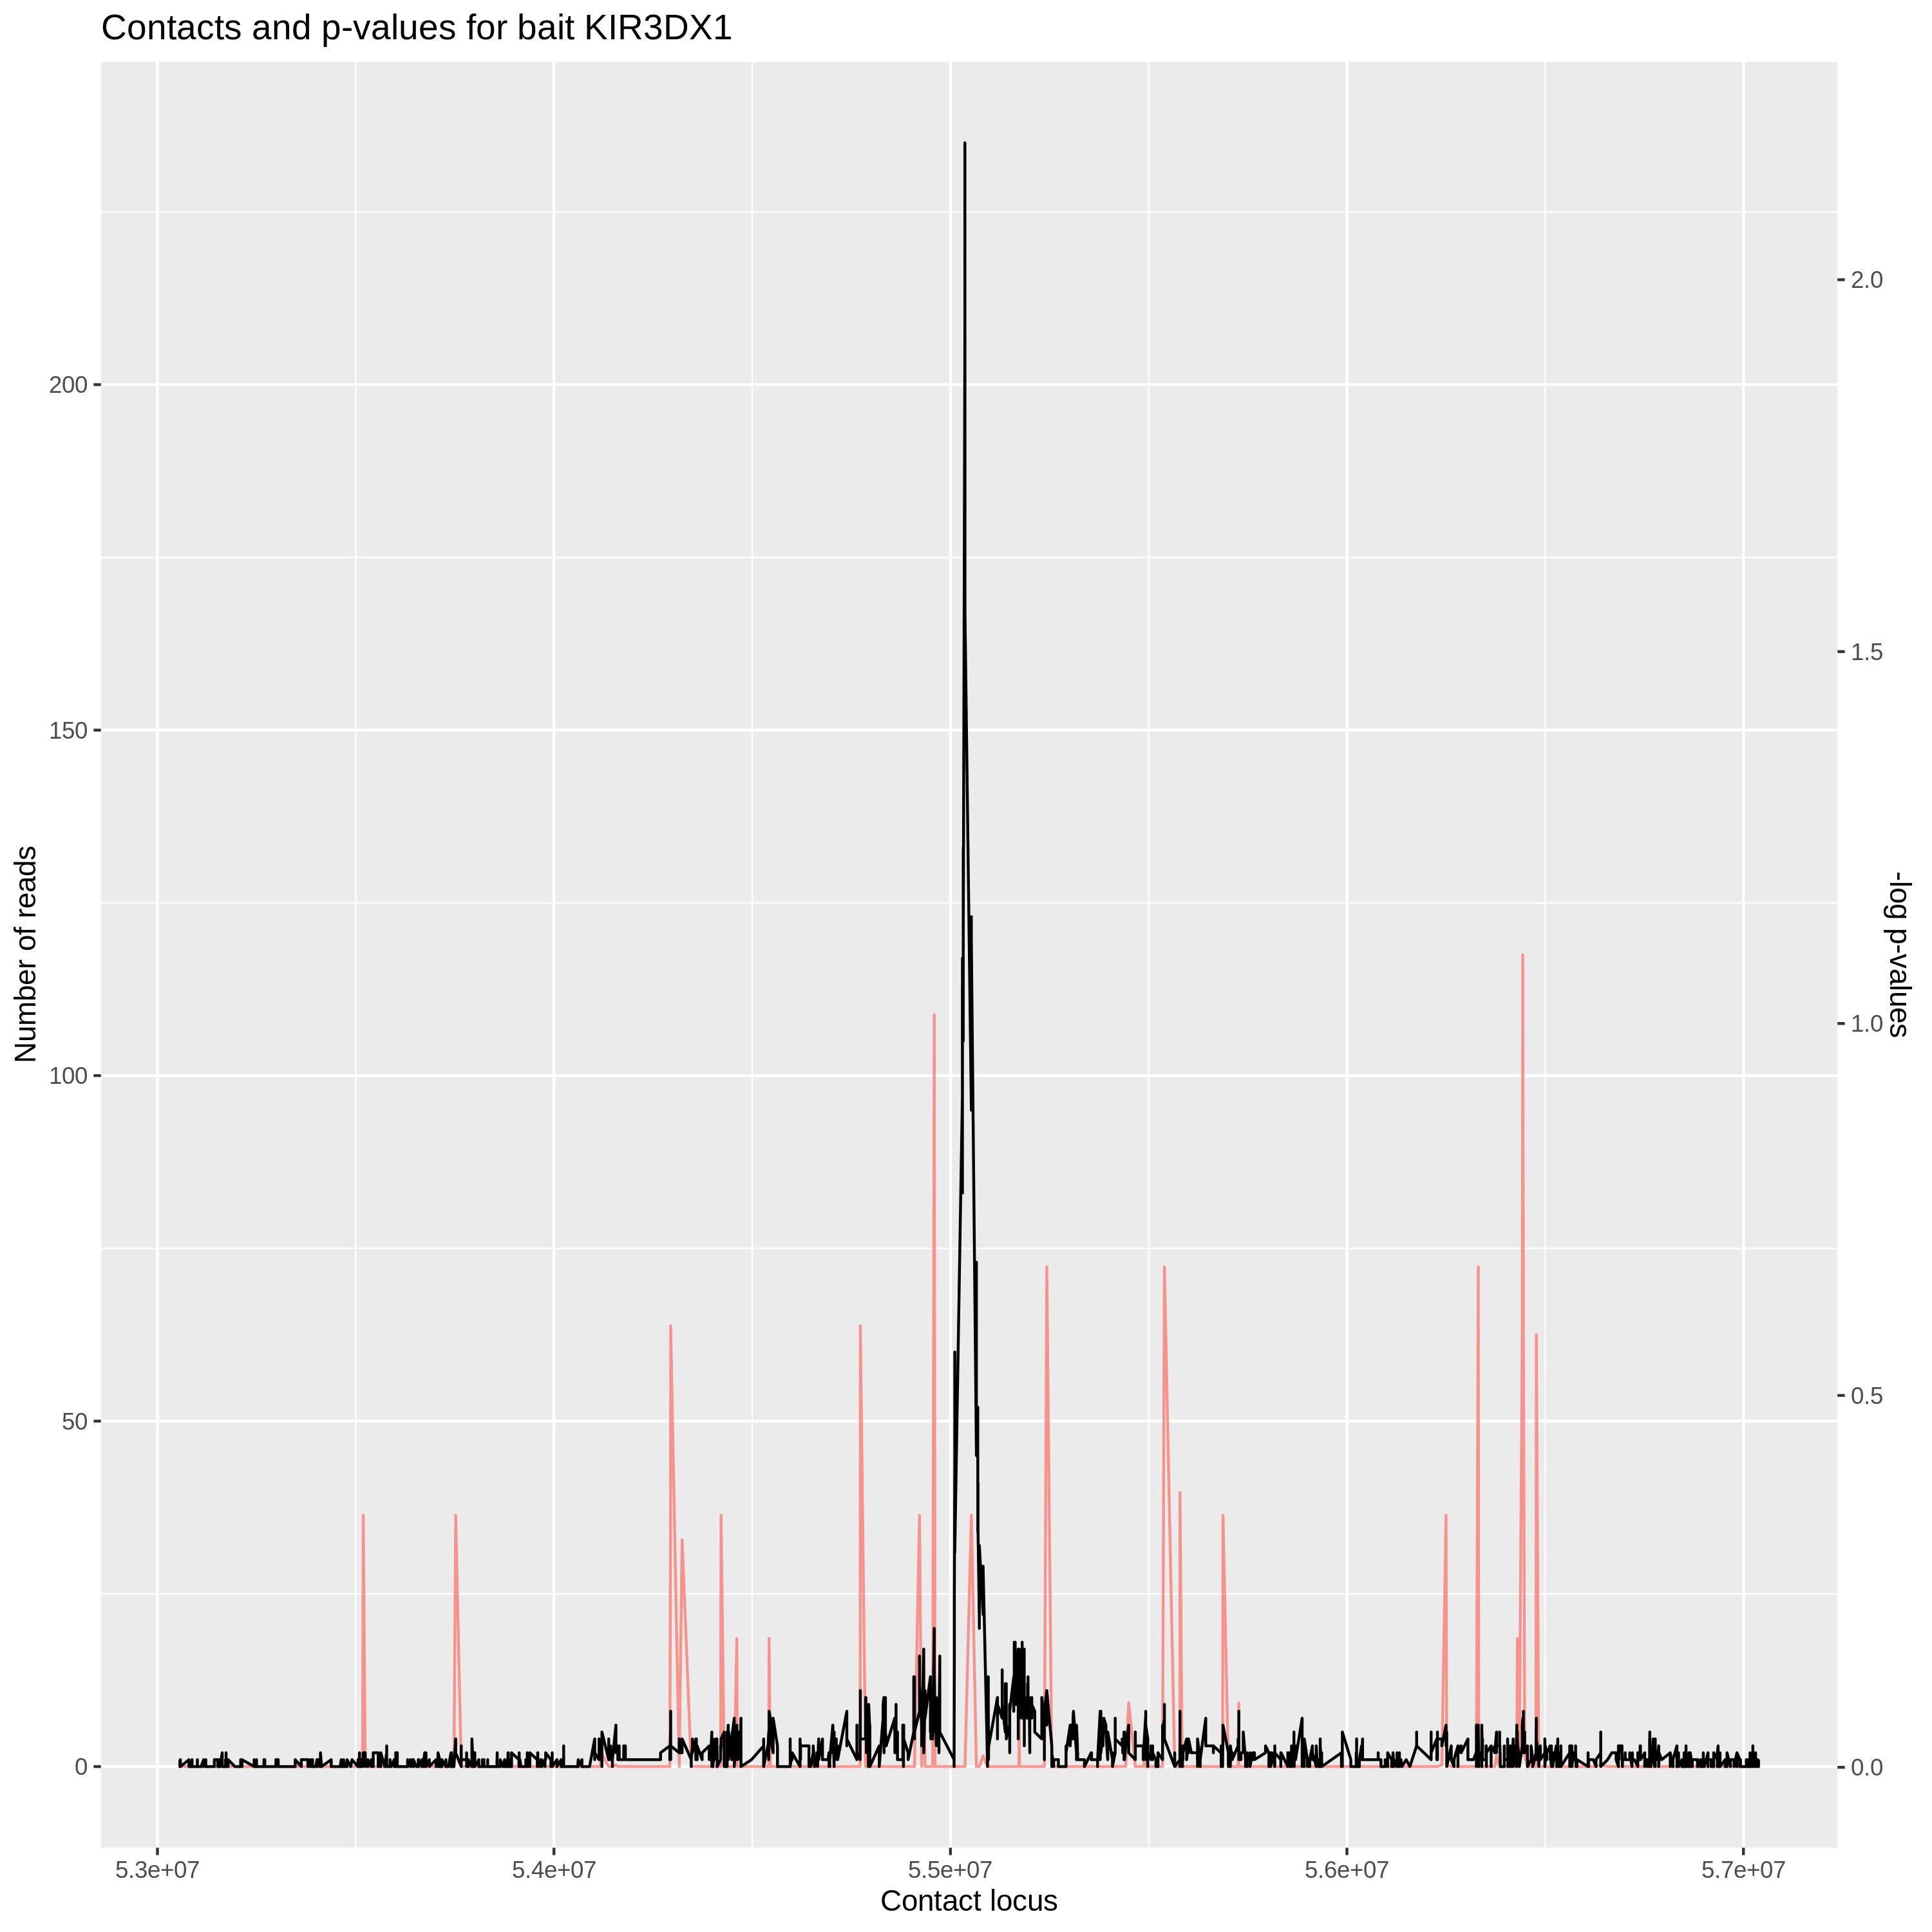 Contacts and p-values for bait KIR3DX1
Number of reads
200
150
100
50
0
2.0
1.5
1.0
0.5
0.0
-log p-values
5.3e+07 5.4e+07 5.5e+07 5.6e+07 5.7e+07
Contact locus